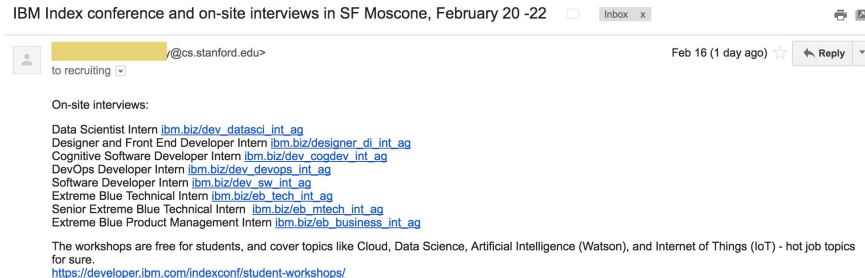 IBM Index conference and on-site interviews in SF Moscone, February 20 -22
Inbox x
y@cs.stanford.edu>
Feb 16 (1 day ago)
Reply
to recruiting
On-site interviews:
Data Scientist Intern ibm.biz/dev_datasci_int_ag
Designer and Front End Developer Intern ibm.biz/designer_di_int_ag
Cognitive Software Developer Intern ibm.biz/dev_cogdev_int_ag
DevOps Developer Intern ibm.biz/dev_devops_int_ag
Software Developer Intern ibm.biz/dev_sw_int_ag
Extreme Blue Technical Intern ibm.biz/eb_tech_int_ag
Senior Extreme Blue Technical Intern  ibm.biz/eb_mtech_int_ag
Extreme Blue Product Management Intern ibm.biz/eb_business_int_ag
The workshops are free for students, and cover topics like Cloud, Data Science, Artificial Intelligence (Watson), and Internet of Things (IoT) - hot job topics
for sure.
https://developer.ibm.com/indexconf/student-workshops/